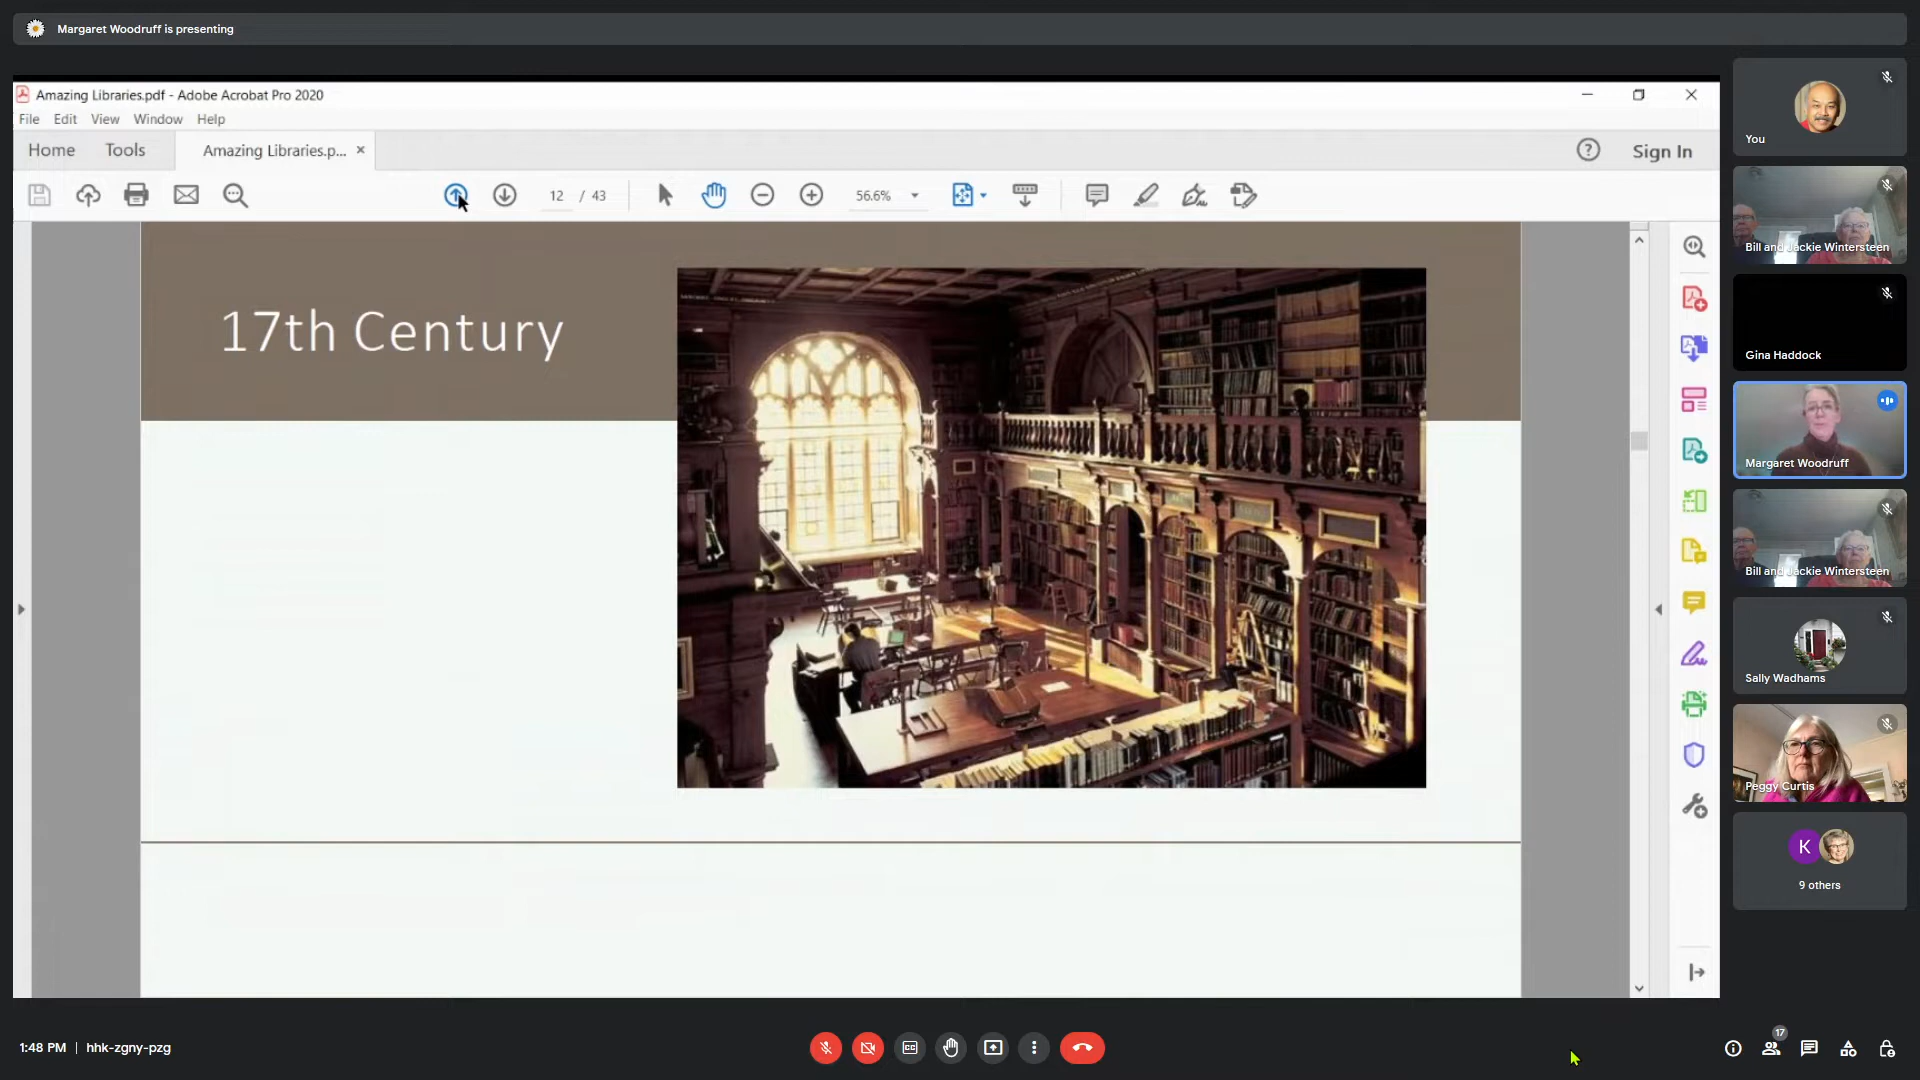 Margaret Woodruff is presenting
Amazing Libraries.pdf - Adobe Acrobat Pro 2020
File Edit View Window Help
Home Tools Amazing Libraries.p... × ? Sign In
12 / 43 56.6%
17th Century
You
Bill and Jackie Wintersteen
Gina Haddock
Margaret Woodruff
Bill and Jackie Wintersteen
Sally Wadhams
Peggy Curtis
K
9 others
1:48 PM | hhk-zgny-pzg
CC
17